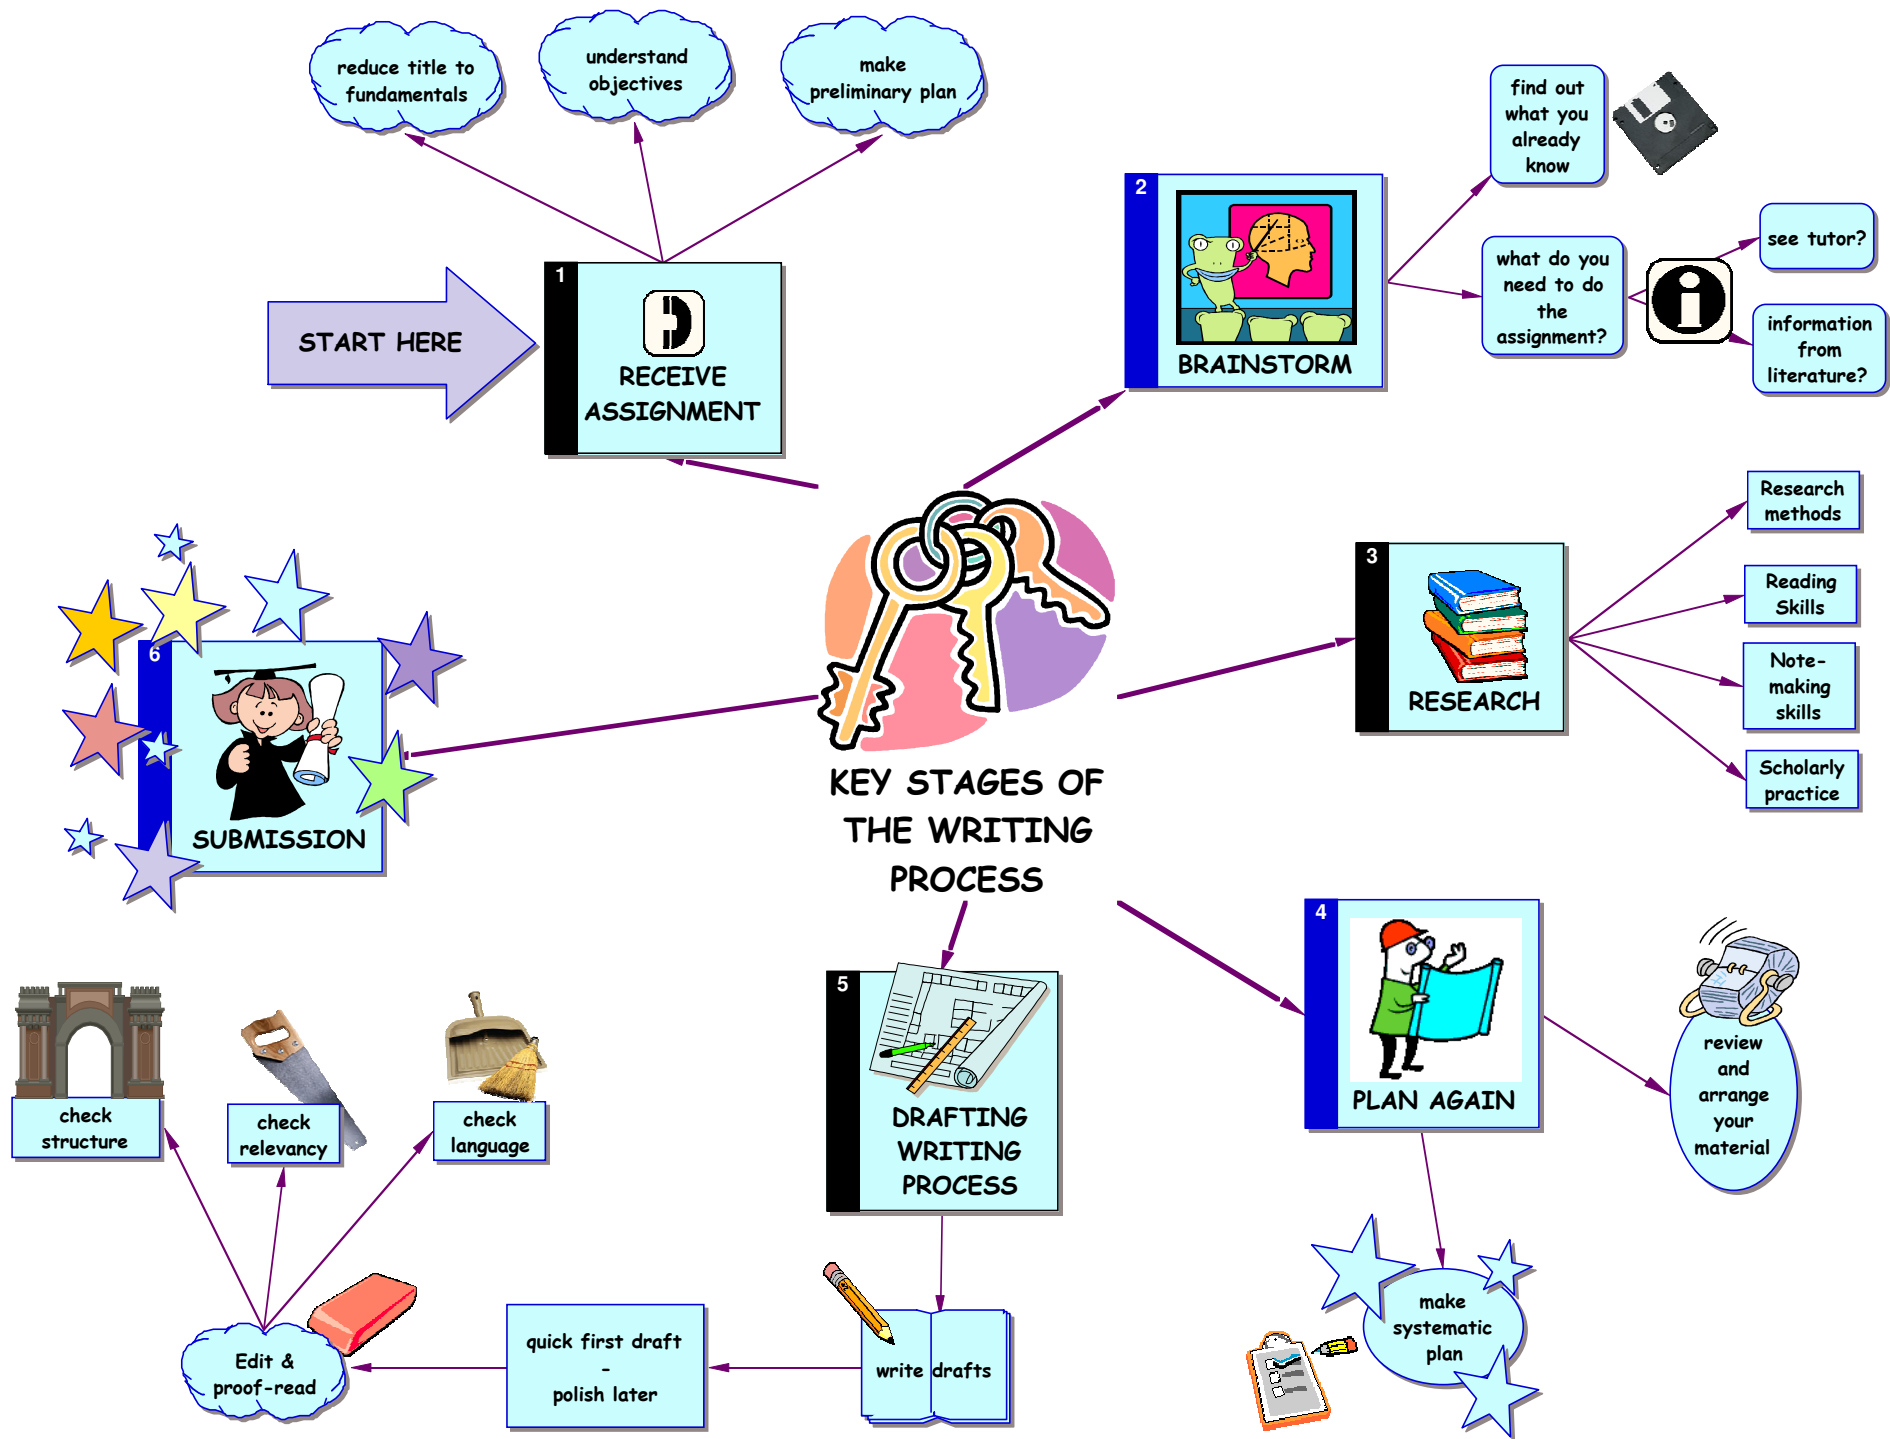 reduce title to
fundamentals
understand
objectives
make
preliminary plan
START HERE
1
RECEIVE
ASSIGNMENT
2
BRAINSTORM
find out
what you
already
know
what do you
need to do
the
assignment?
see tutor?
information
from
literature?
KEY STAGES OF
THE WRITING
PROCESS
3
RESEARCH
Research
methods
Reading
Skills
Note-
making
skills
Scholarly
practice
4
PLAN AGAIN
review
and
arrange
your
material
make
systematic
plan
5
DRAFTING
WRITING
PROCESS
write drafts
quick first draft
-
polish later
Edit &
proof-read
check
structure
check
relevancy
check
language
6
SUBMISSION